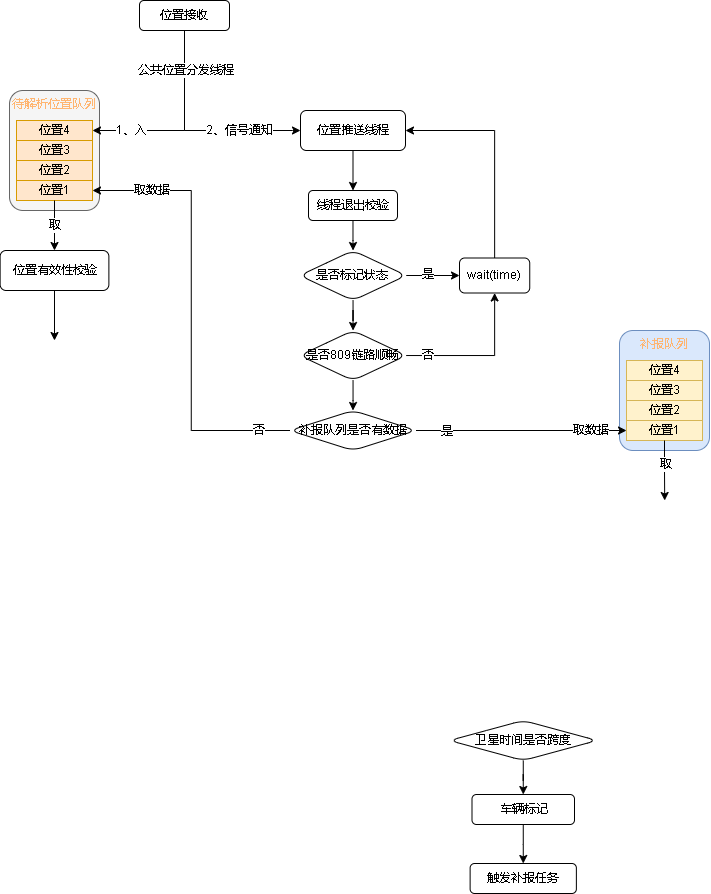 位置接收
公共位置分发线程
待解析位置队列
位置4
位置3
位置2
位置1
1、入
2、信号通知
位置推送线程
取数据
线程退出校验
取
位置有效性校验
是否标记状态
是
wait(time)
是否809链路顺畅
否
补报队列
位置4
位置3
位置2
位置1
否
补报队列是否有数据
是
取数据
取
卫星时间是否跨度
车辆标记
触发补报任务